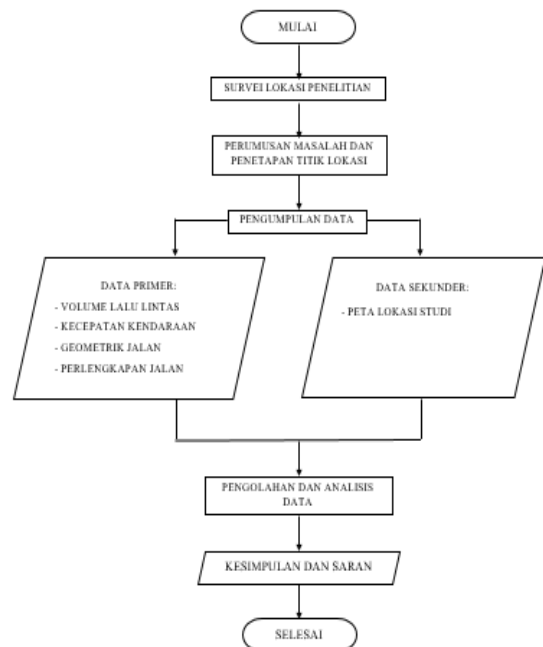 MULAI
SURVEI LOKASI PENELITIAN
PERUMUSAN MASALAH DAN
PENETAPAN TITIK LOKASI
PENGUMPULAN DATA
DATA PRIMER:
- VOLUME LALU LINTAS
- KECEPATAN KENDARAAN
- GEOMETRIK JALAN
- PERLENGKAPAN JALAN
DATA SEKUNDER:
- PETA LOKASI STUDI
PENGOLAHAN DAN ANALISIS
DATA
KESIMPULAN DAN SARAN
SELESAI